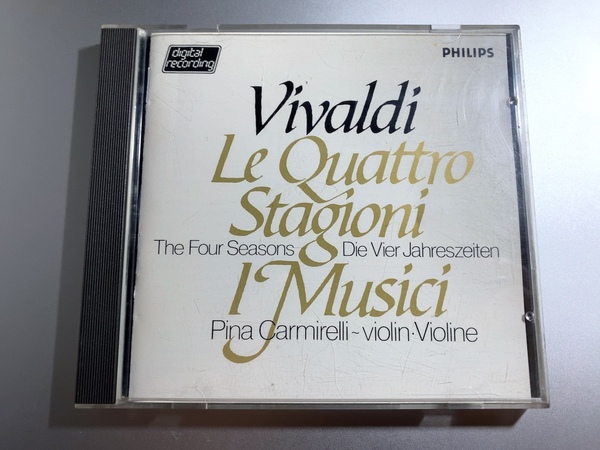 digital
recording
PHILIPS
Vivaldi
Le Quattro
Stagioni
The Four Seasons Die Vier Jahreszeiten
I Musici
Pina Carmirelli ~ violin · Violine